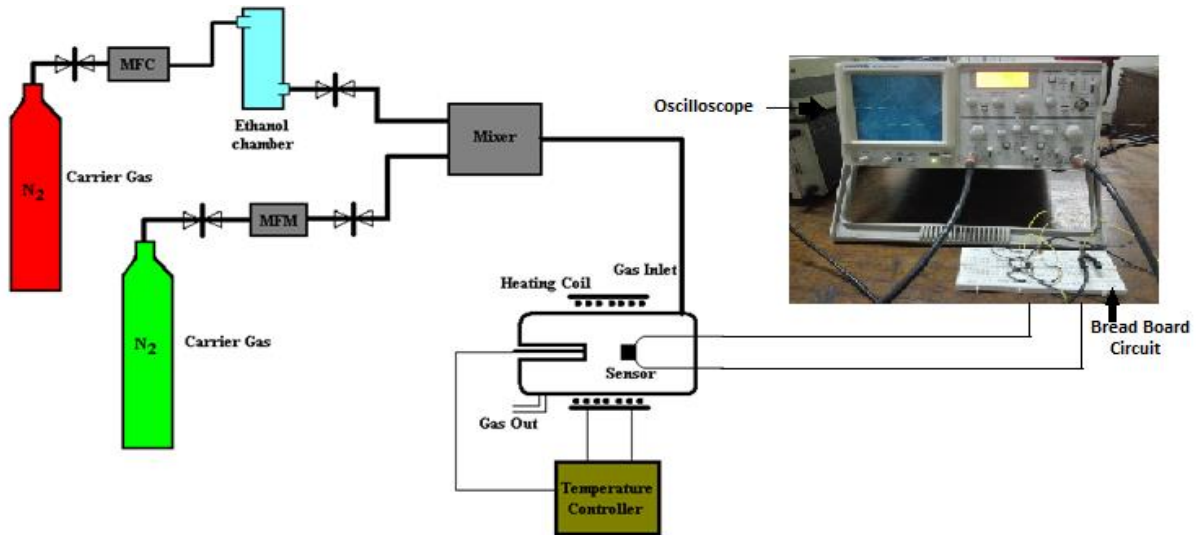 MFC
Ethanol
chamber
N2
Carrier Gas
Mixer
MFM
N2
Carrier Gas
Heating Coil
Gas Inlet
Sensor
Gas Out
Temperature
Controller
Oscilloscope
Bread Board
Circuit